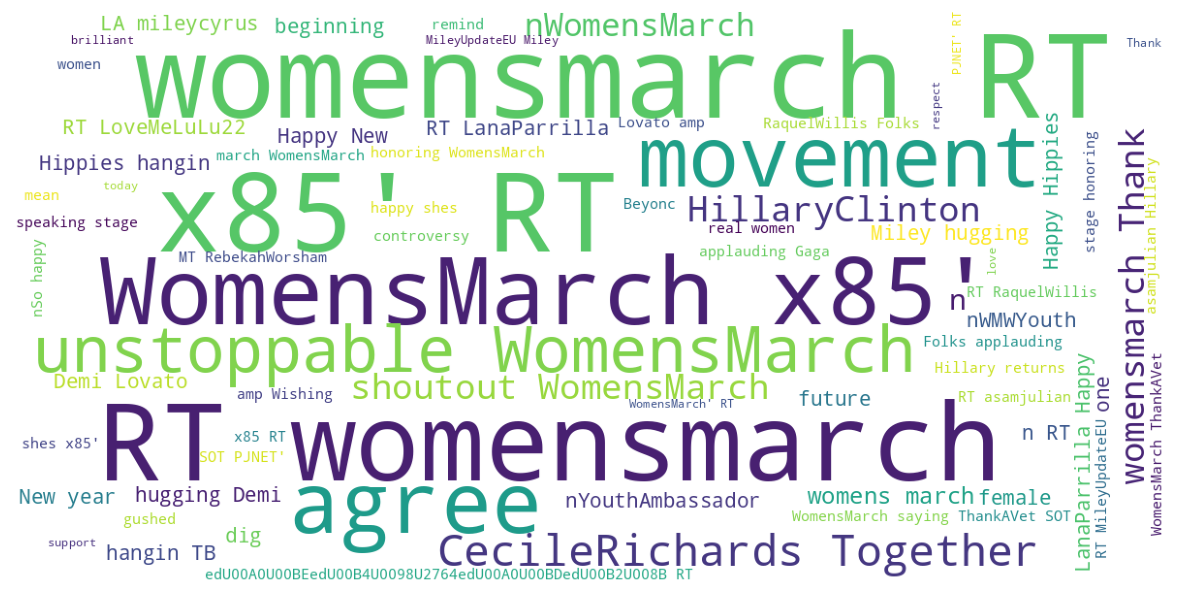 LA mileycyrus
beginning
remind
nWomensMarch
PJNET' RT
brilliant
MileyUpdateEU Miley
Thank
women
womensmarch RT
respect
RT LoveMeLuLu22
Happy New
RT LanaParrilla
Lovato amp
RaquelWillis Folks
Happy Hippies
stage honoring
womensmarch Thank
asamjulian Hillary
Hippies hangin
march WomensMarch
honoring WomensMarch
movement
mean
today
x85' RT
happy shes
Beyonc
HillaryClinton
speaking stage
controversy
real women
Miley hugging
nSo happy
MT RebekahWorsham
applauding Gaga
love
WomensMarch x85'
n
RT RaquelWillis
nWMWYouth
unstoppable WomensMarch
Folks applauding
Demi Lovato
shoutout WomensMarch
Hillary returns
LanaParrilla Happy
RT MileyUpdateEU
one
WomensMarch ThankAVet
amp Wishing
WomensMarch' RT
future
RT asamjulian
shes x85'
x85 RT
RT womensmarch
n RT
SOT PJNET'
New year
hugging Demi
agree
nYouthAmbassador
womens march
female
gushed
dig
WomensMarch saying
ThankAVet SOT
support
hangin TB
CecileRichards Together
edU00A0U00BEedU00B4U0098U2764edU00A0U00BDedU00B2U008B RT